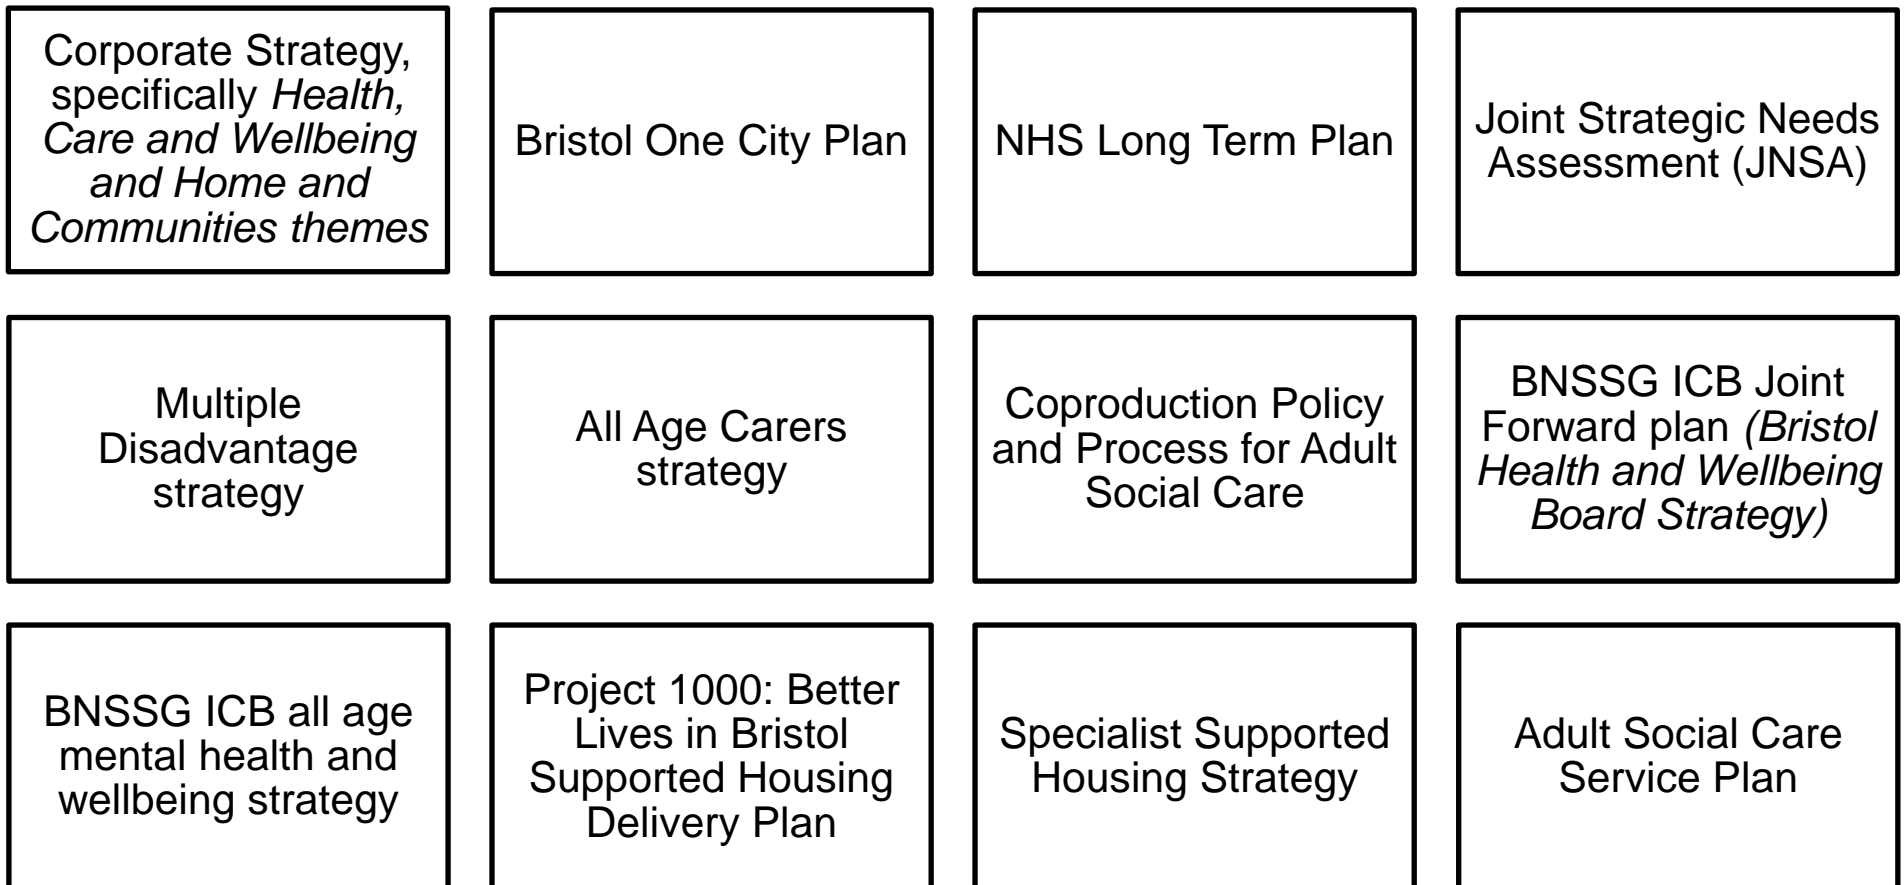 Corporate Strategy,
specifically Health,
Care and Wellbeing
and Home and
Communities themes
Bristol One City Plan
NHS Long Term Plan
Joint Strategic Needs
Assessment (JNSA)
Multiple
Disadvantage
strategy
All Age Carers
strategy
Coproduction Policy
and Process for Adult
Social Care
BNSSG ICB Joint
Forward plan (Bristol
Health and Wellbeing
Board Strategy)
BNSSG ICB all age
mental health and
wellbeing strategy
Project 1000: Better
Lives in Bristol
Supported Housing
Delivery Plan
Specialist Supported
Housing Strategy
Adult Social Care
Service Plan